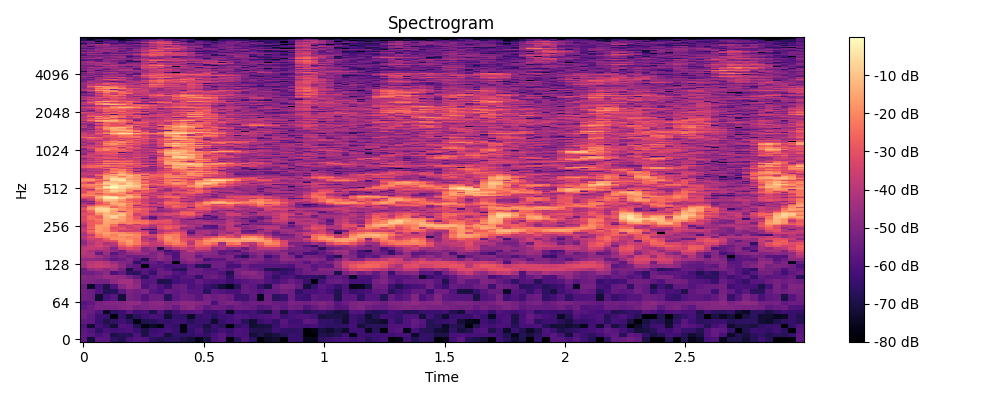 Spectrogram
Hz
4096
2048
1024
512
256
128
64
0
0
0.5
1
1.5
2
2.5
Time
-10 dB
-20 dB
-30 dB
-40 dB
-50 dB
-60 dB
-70 dB
-80 dB